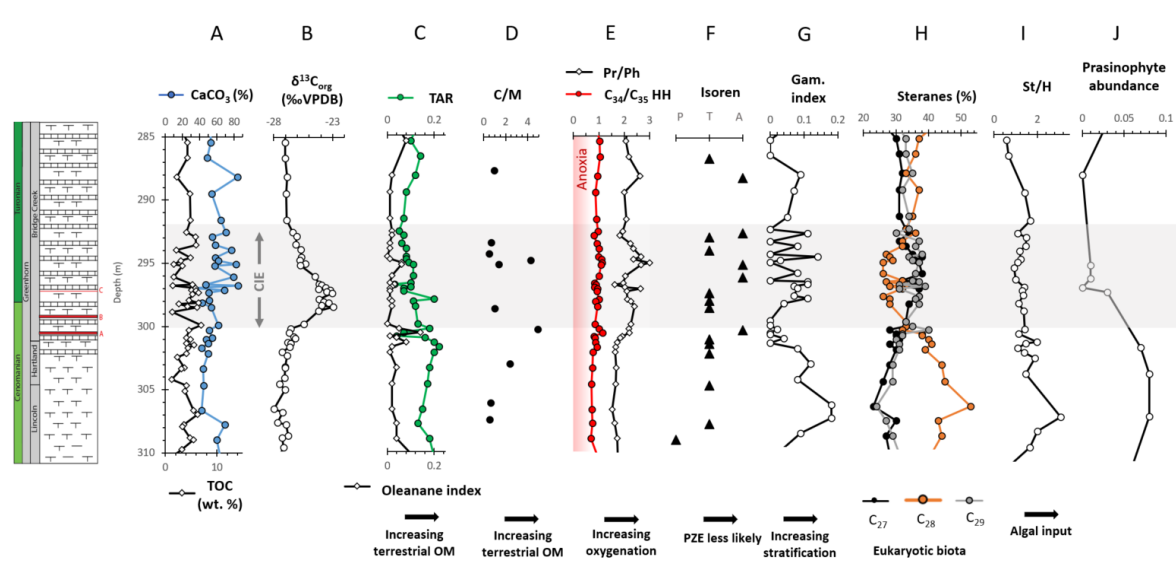 A B C D E F G H I J
CaCO₃ (%)
δ¹³Corg
(‰VPDB)
TAR
C/M
Pr/Ph
C₃₄/C₃₅ HH
Isoren
Gam.
index
Steranes (%)
St/H
Prasinophyte
abundance
0 20 40 60 80
-28 -23
0 0.2
0 2 4
0 1 2 3
P T A
0 0.1 0.2
20 30 40 50
0 2
0 0.05 0.1
285
290
295
300
305
310
Depth (m)
Turonian
Cenomanian
Greenhorn
Bridge Creek
Hartland
Lincoln
C
B
A
CIE
Anoxia
0 10
0 0.2
TOC
(wt. %)
Oleanane index
Increasing
terrestrial OM
Increasing
terrestrial OM
Increasing
oxygenation
PZE less likely
Increasing
stratification
C₂₇ C₂₈ C₂₉
Eukaryotic biota
Algal input